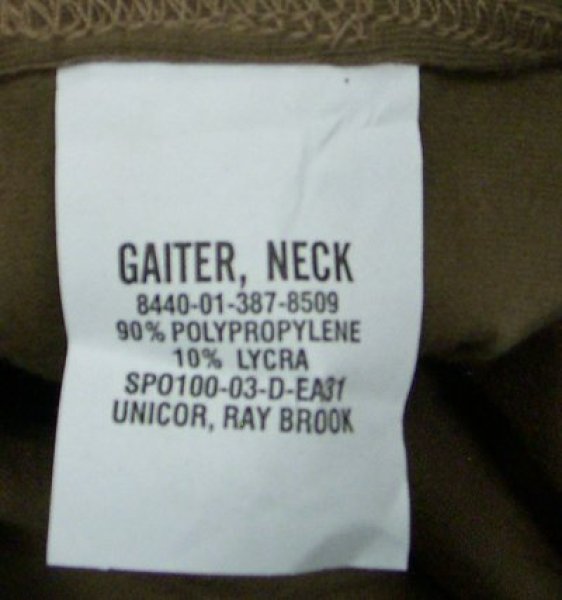 GAITER, NECK
8440-01-387-8509
90% POLYPROPYLENE
10% LYCRA
SPO100-03-D-EA31
UNICOR, RAY BROOK